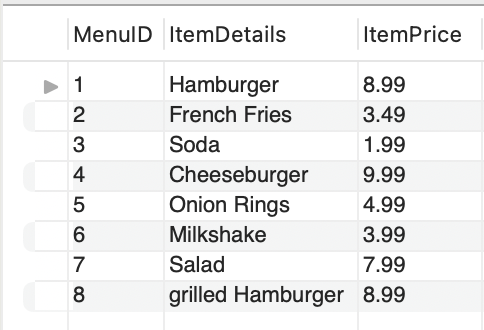 MenuID ItemDetails ItemPrice
1 Hamburger 8.99
2 French Fries 3.49
3 Soda 1.99
4 Cheeseburger 9.99
5 Onion Rings 4.99
6 Milkshake 3.99
7 Salad 7.99
8 grilled Hamburger 8.99